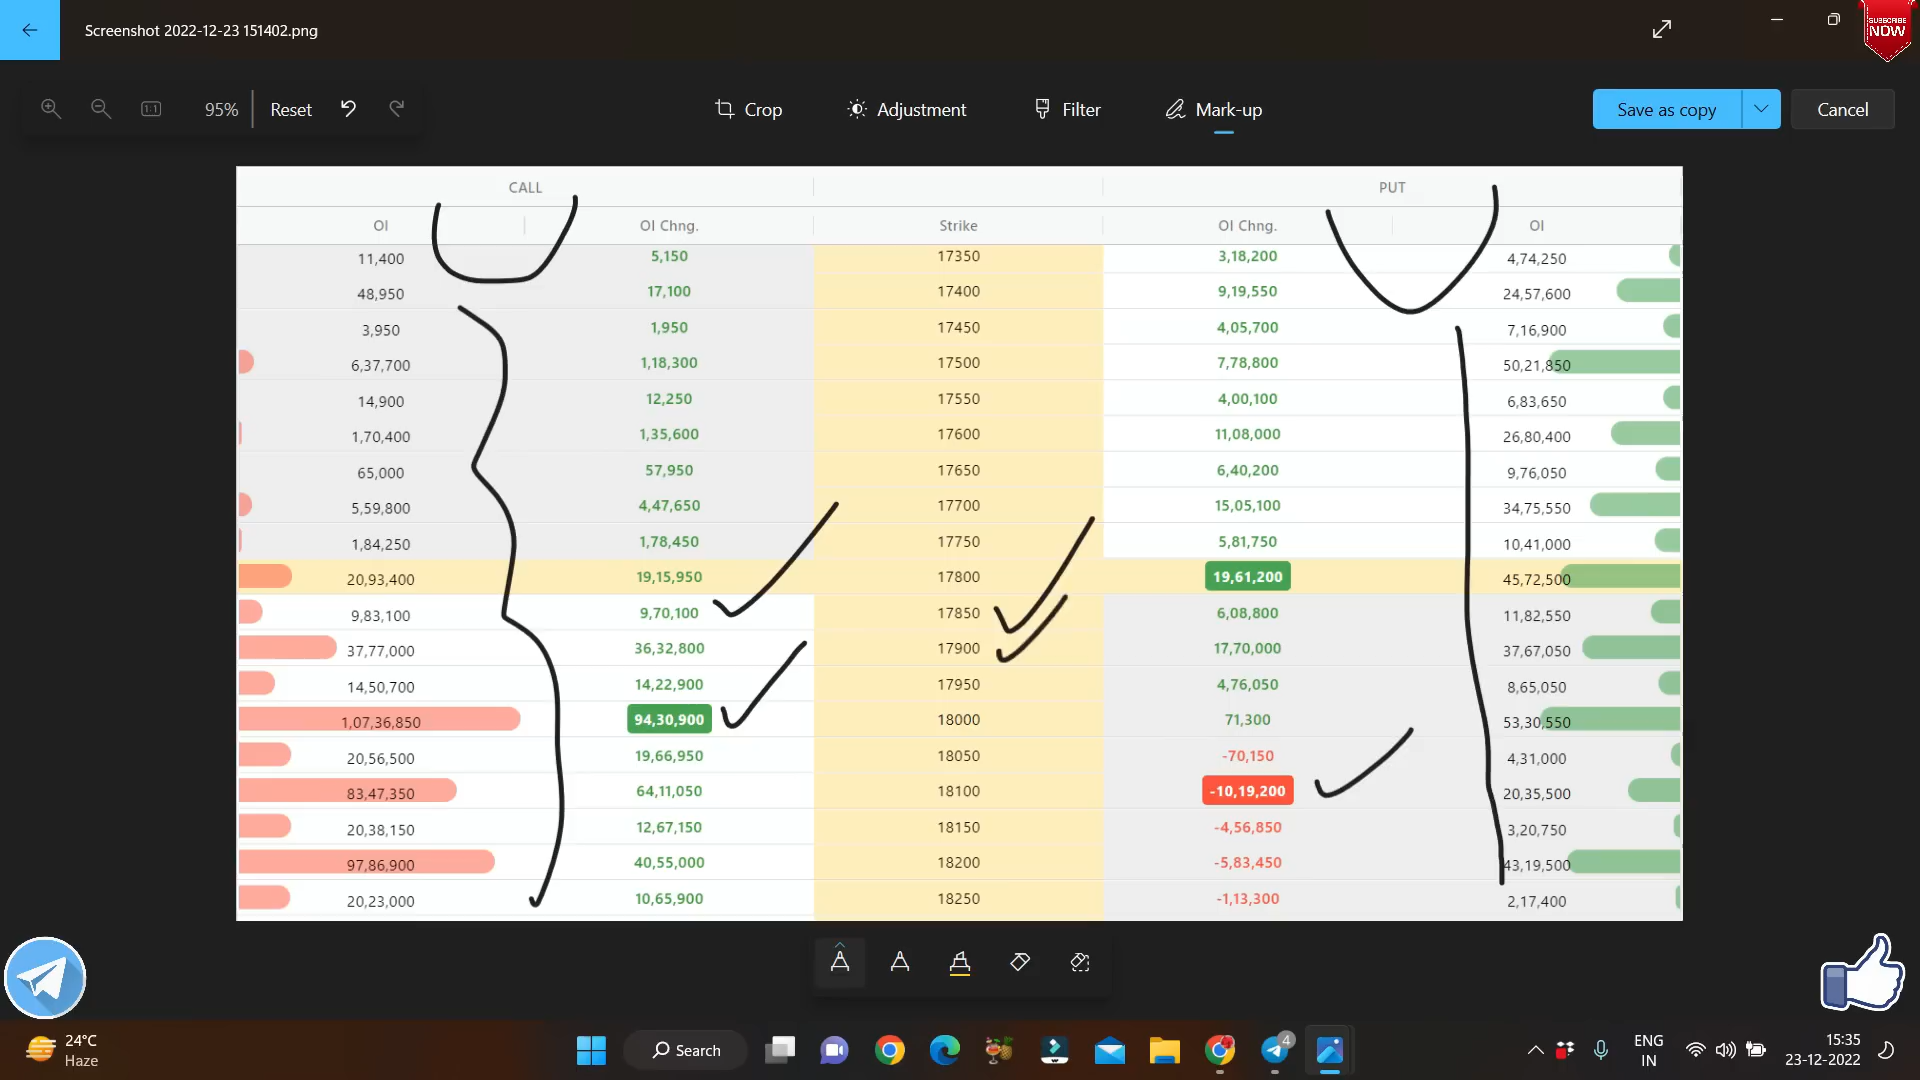 Screenshot 2022-12-23 151402.png
SUBSCRIBE
NOW
1:1 95% Reset Crop Adjustment Filter Mark-up Save as copy Cancel
CALL PUT
OI OI Chng. Strike OI Chng. OI
11,400 5,150 17350 3,18,200 4,74,250
48,950 17,100 17400 9,19,550 24,57,600
3,950 1,950 17450 4,05,700 7,16,900
6,37,700 1,18,300 17500 7,78,800 50,21,850
14,900 12,250 17550 4,00,100 6,83,650
1,70,400 1,35,600 17600 11,08,000 26,80,400
65,000 57,950 17650 6,40,200 9,76,050
5,59,800 4,47,650 17700 15,05,100 34,75,550
1,84,250 1,78,450 17750 5,81,750 10,41,000
20,93,400 19,15,950 17800 19,61,200 45,72,500
9,83,100 9,70,100 17850 6,08,800 11,82,550
37,77,000 36,32,800 17900 17,70,000 37,67,050
14,50,700 14,22,900 17950 4,76,050 8,65,050
1,07,36,850 94,30,900 18000 71,300 53,30,550
20,56,500 19,66,950 18050 -70,150 4,31,000
83,47,350 64,11,050 18100 -10,19,200 20,35,500
20,38,150 12,67,150 18150 -4,56,850 3,20,750
97,86,900 40,55,000 18200 -5,83,450 43,19,500
20,23,000 10,65,900 18250 -1,13,300 2,17,400
24°C
Haze
Search
4
ENG
IN
15:35
23-12-2022